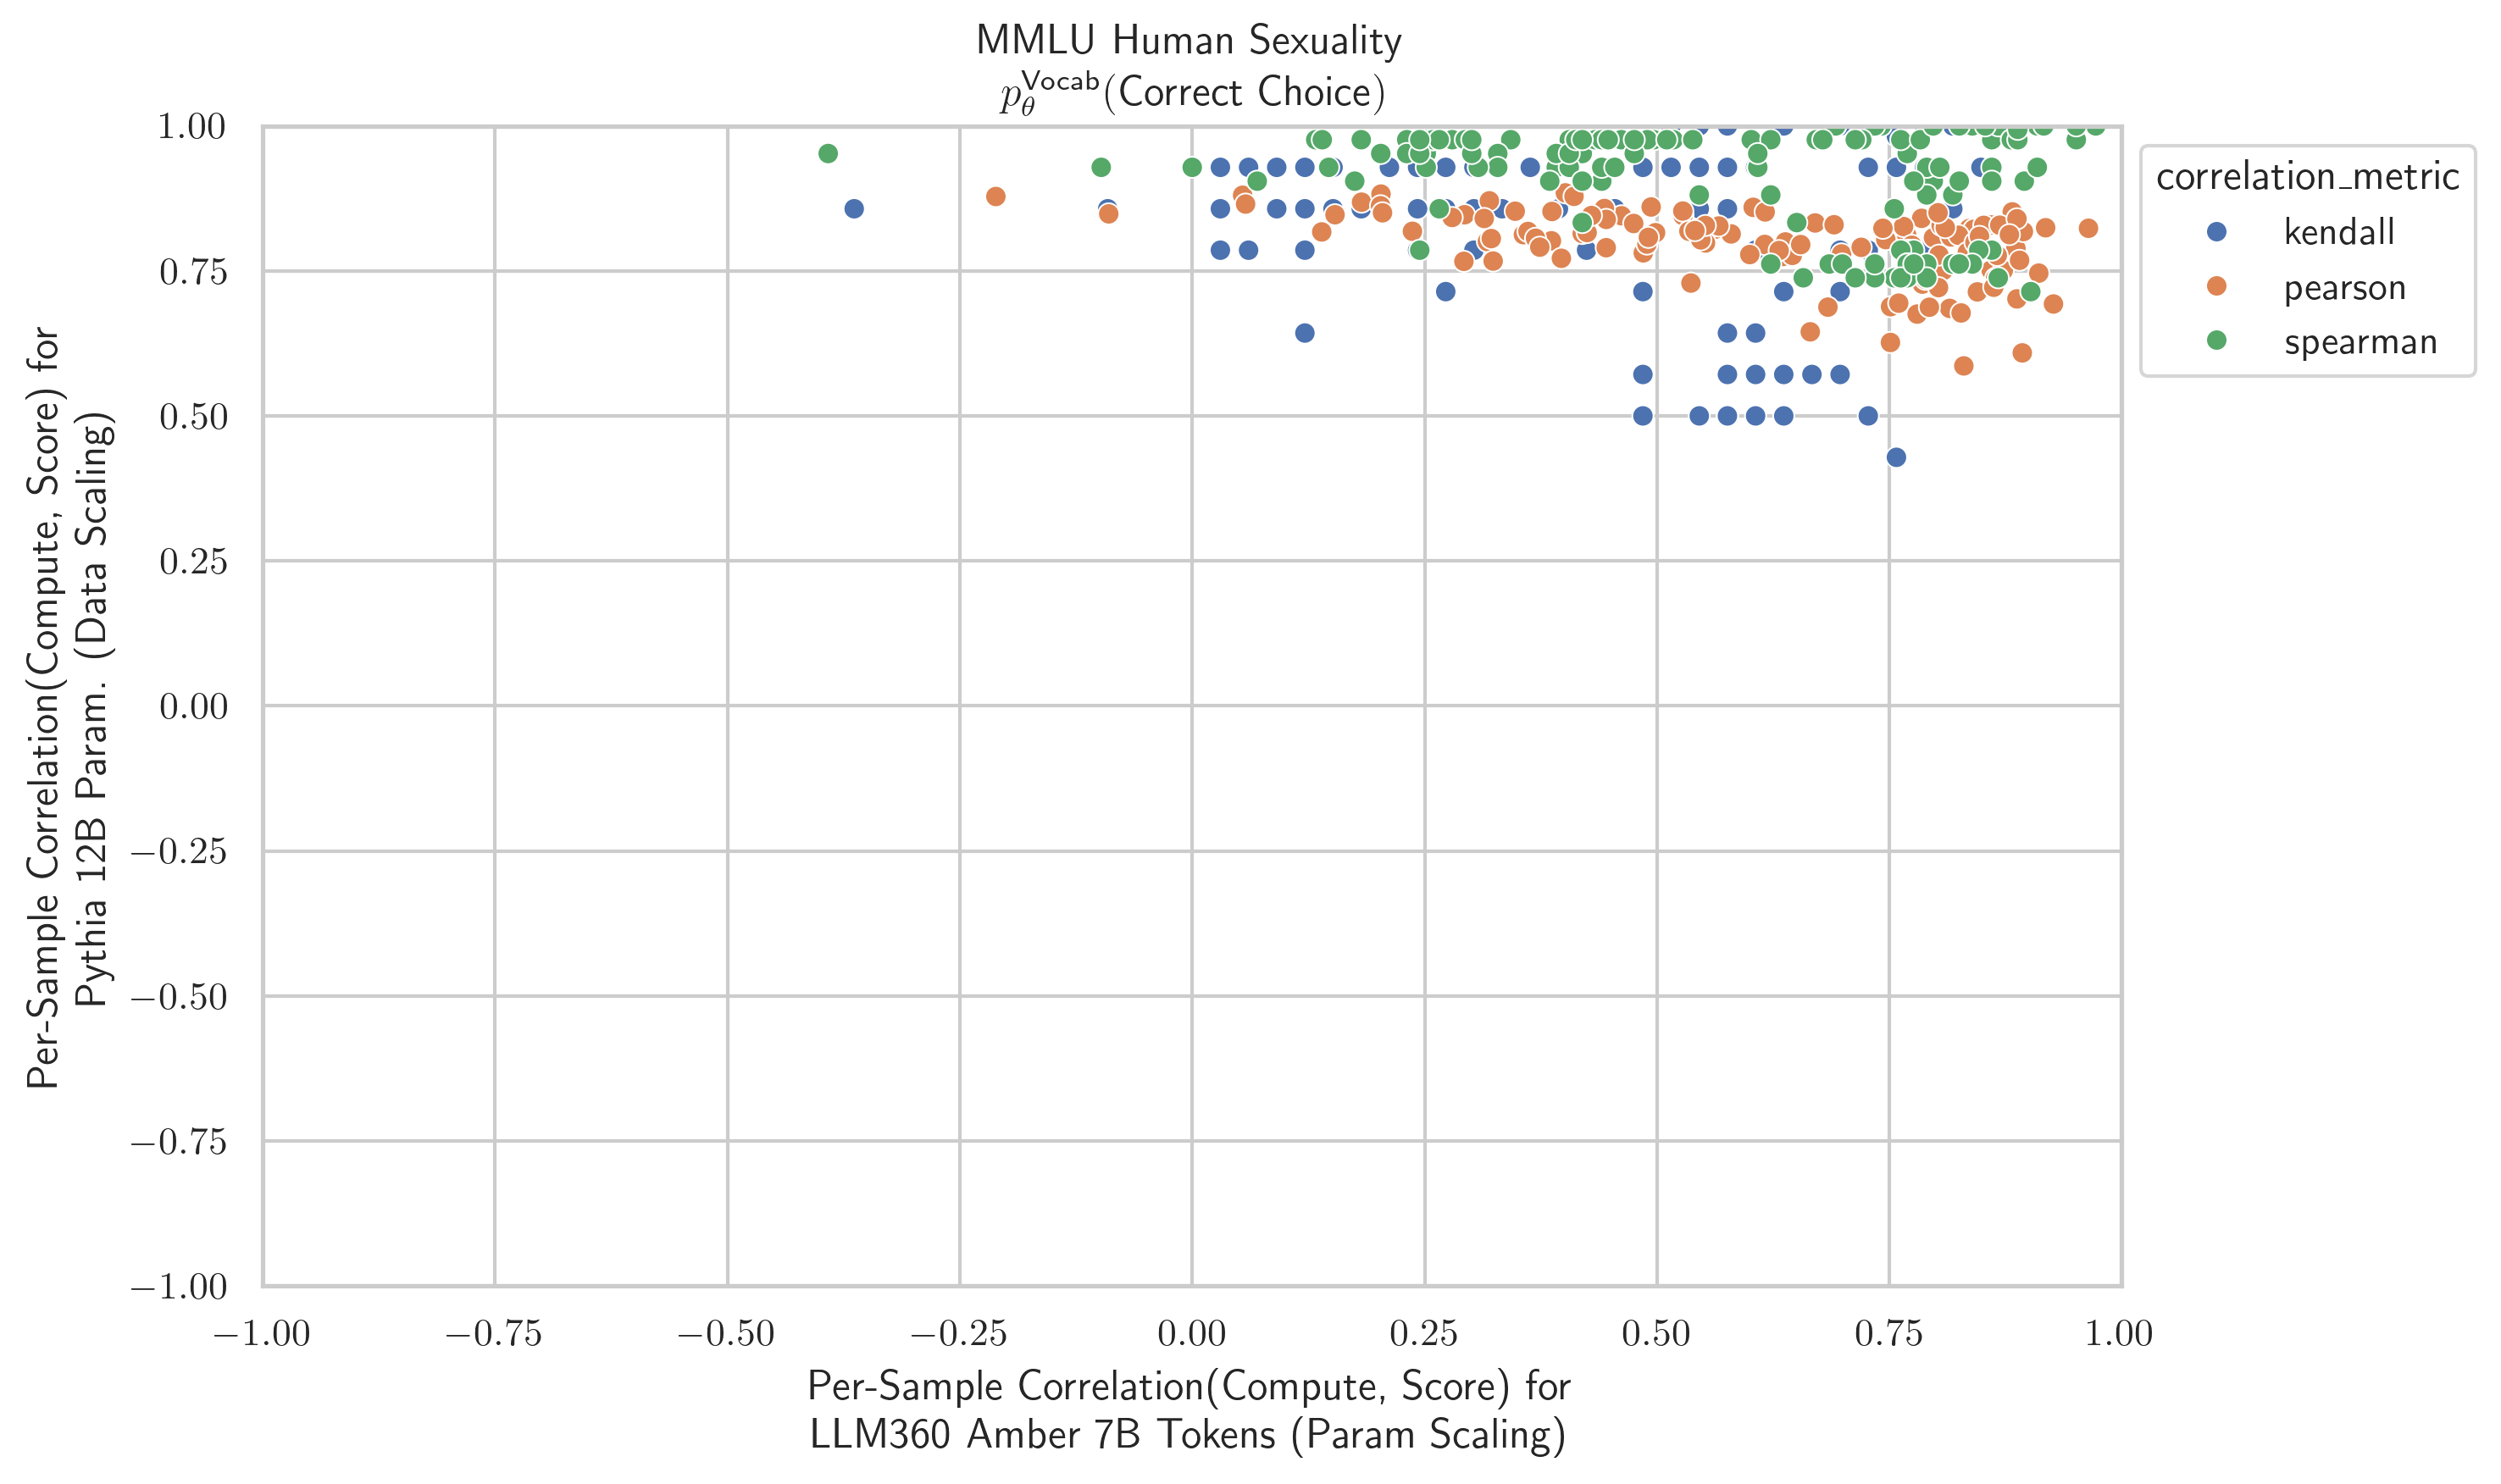 MMLU Human Sexuality
p_θ^Vocab(Correct Choice)
Per-Sample Correlation(Compute, Score) for
Pythia 12B Param. (Data Scaling)
1.00
0.75
0.50
0.25
0.00
−0.25
−0.50
−0.75
−1.00
−1.00 −0.75 −0.50 −0.25 0.00 0.25 0.50 0.75 1.00
Per-Sample Correlation(Compute, Score) for
LLM360 Amber 7B Tokens (Param Scaling)
correlation_metric
kendall
pearson
spearman